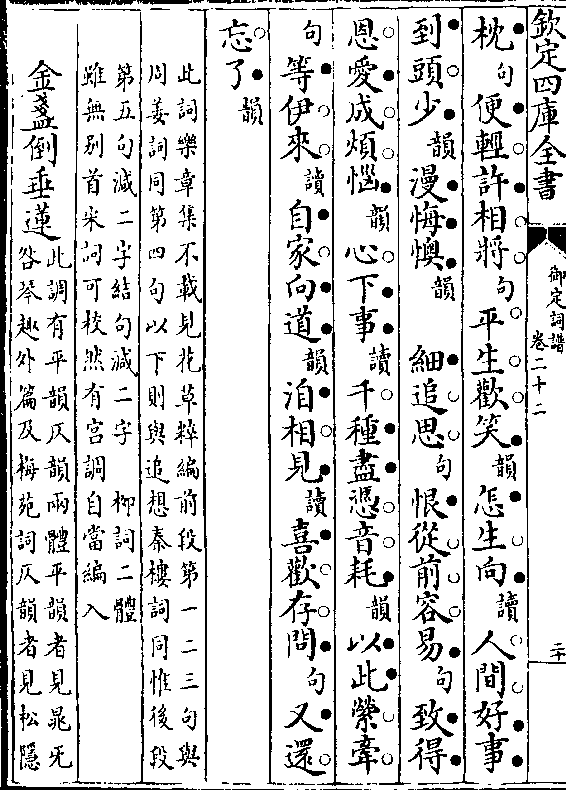 欽定四庫全書
御定詞譜
卷二十二
二十
枕句便輕許相將句平生歡笑韻怎生向讀人間好事
到頭少韻漫悔懊韻　細追思句恨從前容易句致得
恩愛成煩惱韻心下事讀千種盡憑音耗韻以此縈牽
句等伊來讀自家向道韻洎相見讀喜歡存問句又還
忘了韻
此詞樂章集不載見花草粹編前段第一二三句與
周姜詞同第四句以下則與追想秦樓詞同惟後段
第五句減二字結句減二字　柳詞二體
雖無别首宋詞可校然有宫調自當編入
金盞倒垂蓮
此調有平韻仄韻兩體平韻者見晁无
咎琴趣外篇及梅苑詞仄韻者見松隱